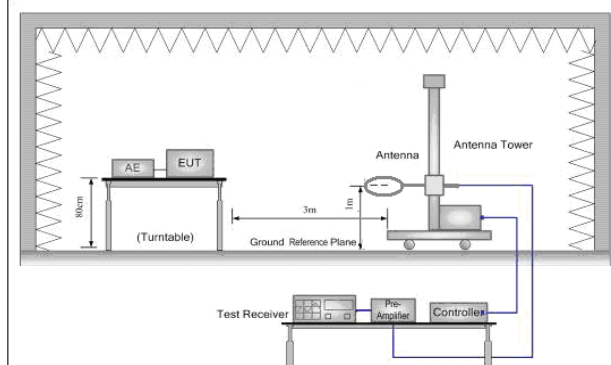 Antenna Tower
Antenna
AE
EUT
80cm
(Turntable)
3m
1m
Ground Reference Plane
Test Receiver
Pre-
Amplifier
Controller